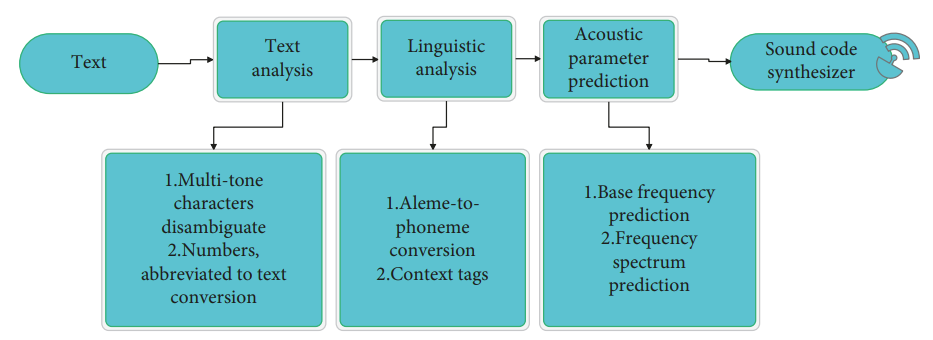 Text
Text
analysis
Linguistic
analysis
Acoustic
parameter
prediction
Sound code
synthesizer
1.Multi-tone
characters
disambiguate
2.Numbers,
abbreviated to text
conversion
1.Aleme-to-
phoneme
conversion
2.Context tags
1.Base frequency
prediction
2.Frequency
spectrum
prediction